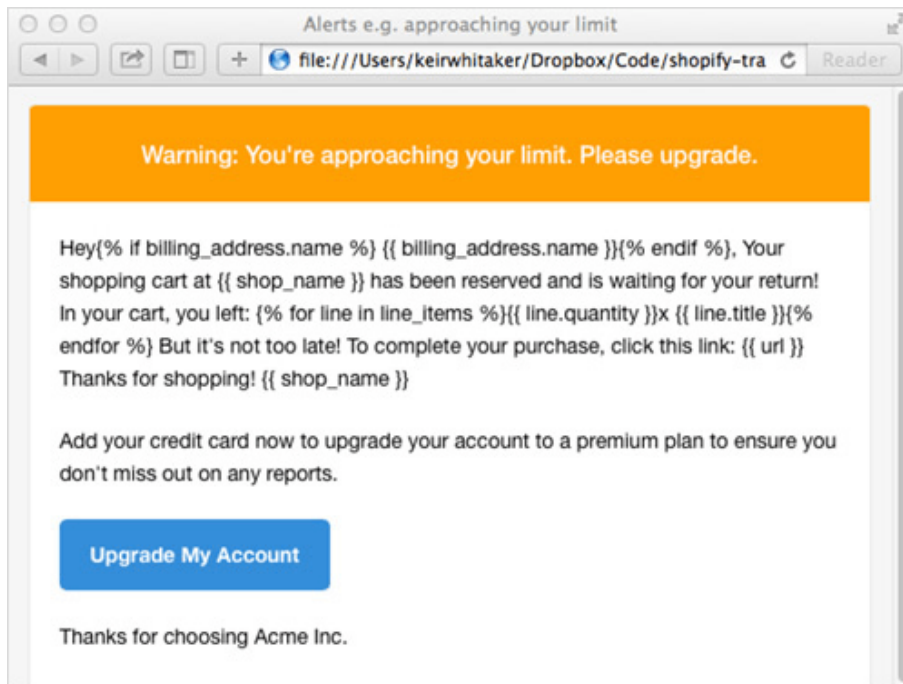 Alerts e.g. approaching your limit
file:///Users/keirwhitaker/Dropbox/Code/shopify-tra
Reader
Warning: You're approaching your limit. Please upgrade.
Hey{% if billing_address.name %} {{ billing_address.name }}{% endif %}, Your
shopping cart at {{ shop_name }} has been reserved and is waiting for your return!
In your cart, you left: {% for line in line_items %}{{ line.quantity }}x {{ line.title }}{%
endfor %} But it's not too late! To complete your purchase, click this link: {{ url }}
Thanks for shopping! {{ shop_name }}
Add your credit card now to upgrade your account to a premium plan to ensure you
don't miss out on any reports.
Upgrade My Account
Thanks for choosing Acme Inc.